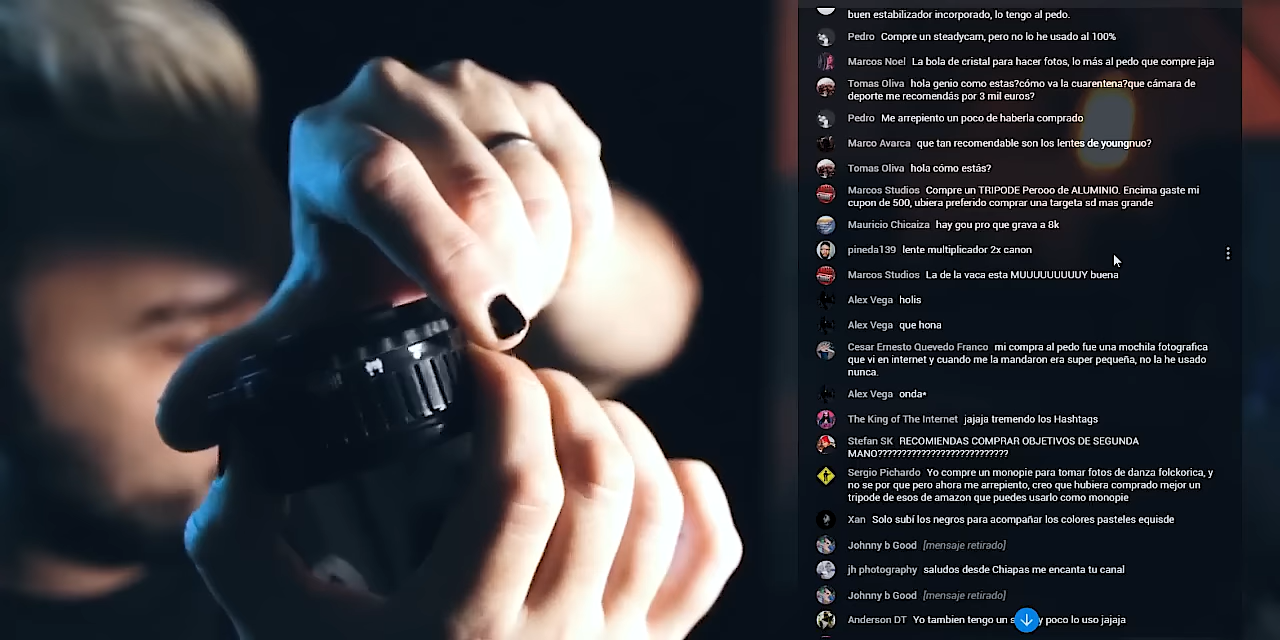 buen estabilizador incorporado, lo tengo al pedo.
Pedro Compre un steadycam, pero no lo he usado al 100%
Marcos Noel La bola de cristal para hacer fotos, lo más al pedo que compre jaja
Tomas Oliva hola genio como estas?cómo va la cuarentena?que cámara de
deporte me recomendás por 3 mil euros?
Pedro Me arrepiento un poco de haberla comprado
Marco Avarca que tan recomendable son los lentes de youngnuo?
Tomas Oliva hola cómo estás?
Marcos Studios Compre un TRIPODE Perooo de ALUMINIO. Encima gaste mi
cupon de 500, ubiera preferido comprar una targeta sd mas grande
Mauricio Chicaiza hay gou pro que grava a 8k
pineda139 lente multiplicador 2x canon
Marcos Studios La de la vaca esta MUUUUUUUUUY buena
Alex Vega holis
Alex Vega que hona
Cesar Ernesto Quevedo Franco mi compra al pedo fue una mochila fotografica
que vi en internet y cuando me la mandaron era super pequeña, no la he usado
nunca.
Alex Vega onda*
The King of The Internet jajaja tremendo los Hashtags
Stefan SK RECOMIENDAS COMPRAR OBJETIVOS DE SEGUNDA
MANO???????????????????????????
Sergio Pichardo Yo compre un monopie para tomar fotos de danza folckorica, y
no se por que pero ahora me arrepiento, creo que hubiera comprado mejor un
tripode de esos de amazon que puedes usarlo como monopie
Xan Solo subí los negros para acompañar los colores pasteles equisde
Johnny b Good [mensaje retirado]
jh photography saludos desde Chiapas me encanta tu canal
Johnny b Good [mensaje retirado]
Anderson DT Yo tambien tengo un y poco lo uso jajaja